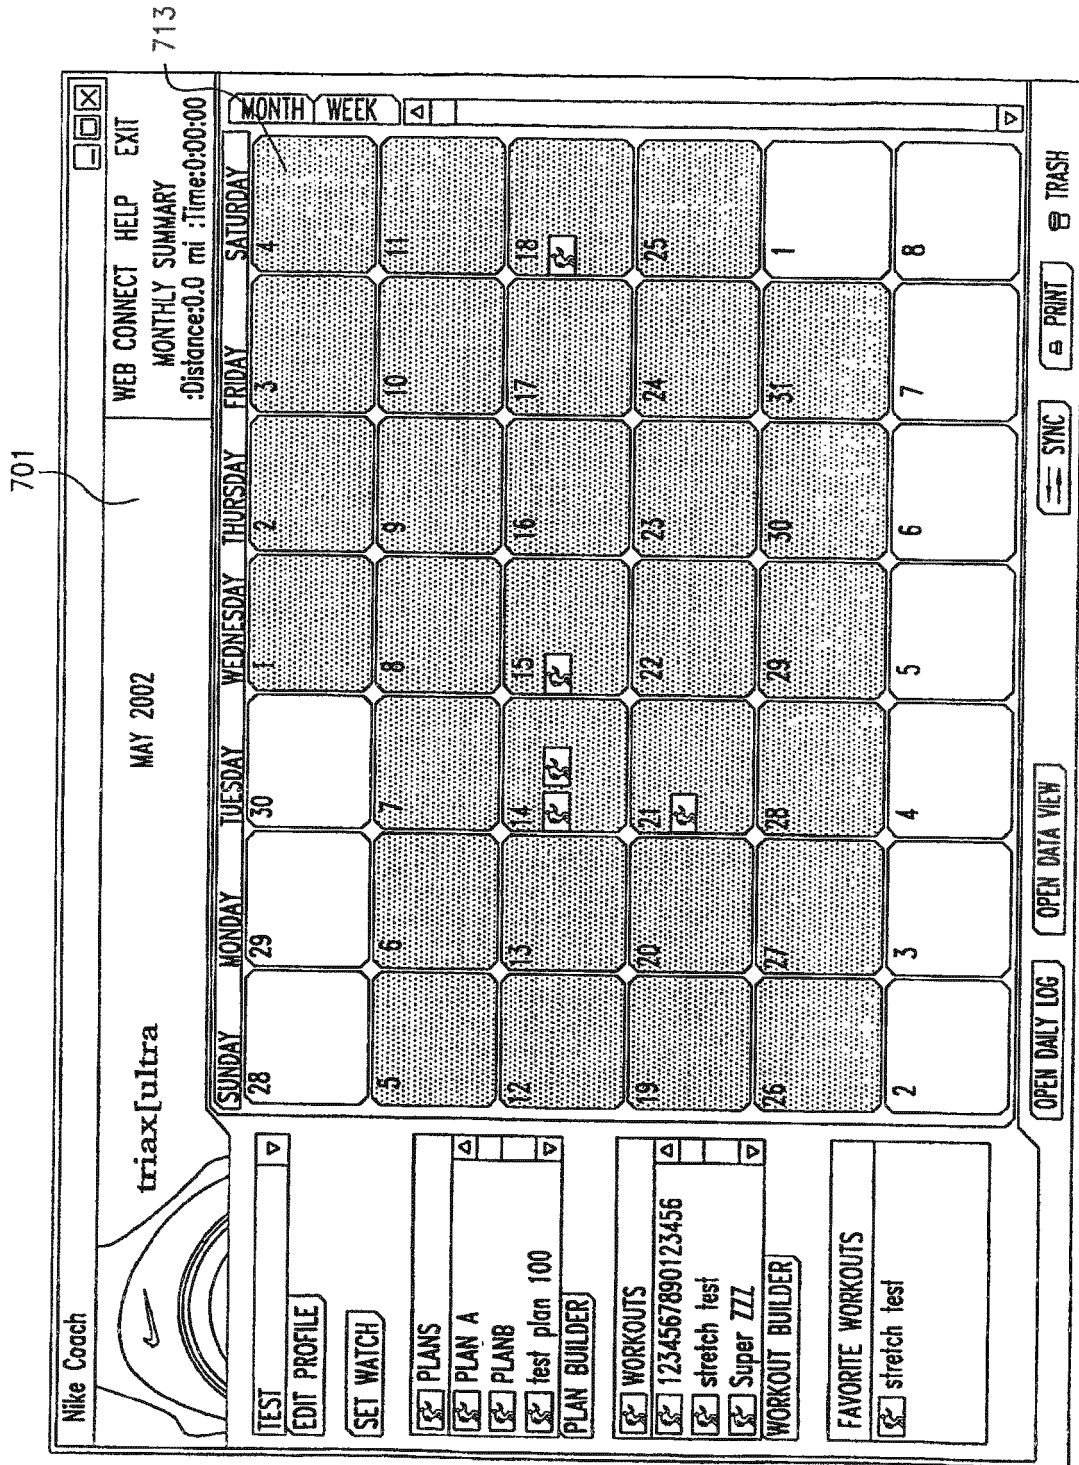 701
713
Nike Coach
triax[ultra
MAY 2002
WEB CONNECT HELP EXIT
MONTHLY SUMMARY
:Distance:0.0 mi :Time:0:00:00
TEST
EDIT PROFILE
SET WATCH
PLANS
PLAN A
PLANB
test plan 100
PLAN BUILDER
WORKOUTS
1234567890123456
stretch test
Super ZZZ
WORKOUT BUILDER
FAVORITE WORKOUTS
stretch test
SUNDAY MONDAY TUESDAY WEDNESDAY THURSDAY FRIDAY SATURDAY
28 29 30 1 2 3 4
5 6 7 8 9 10 11
12 13 14 15 16 17 18
19 20 21 22 23 24 25
26 27 28 29 30 31 1
2 3 4 5 6 7 8
MONTH WEEK
OPEN DAILY LOG OPEN DATA VIEW SYNC PRINT TRASH